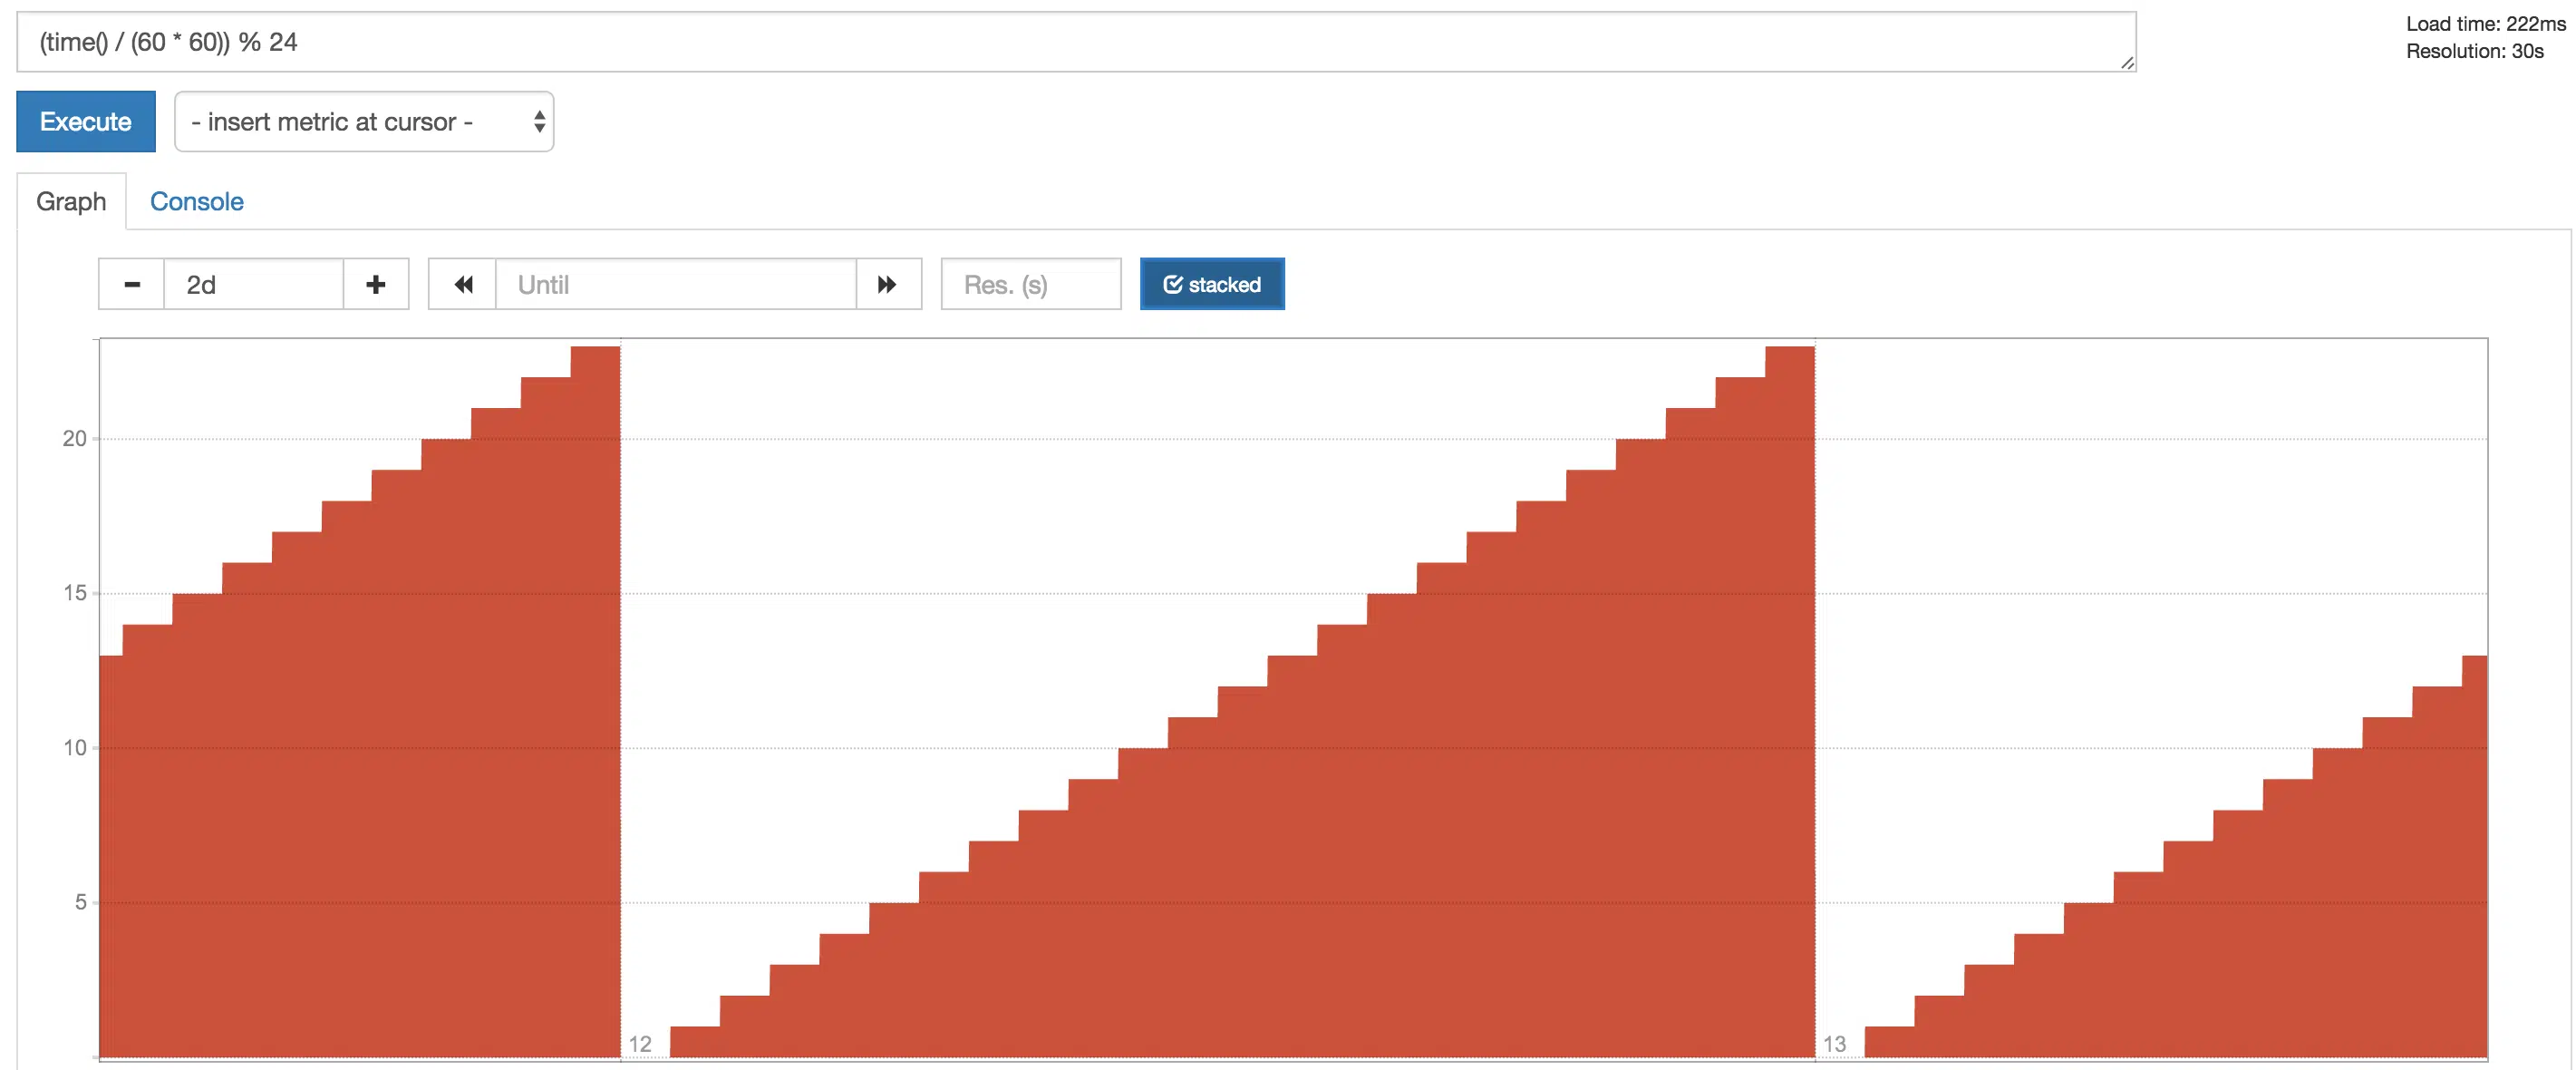 (time() / (60 * 60)) % 24
Load time: 222ms
Resolution: 30s
Execute
- insert metric at cursor -
Graph
Console
2d
Until
Res. (s)
stacked
20
15
10
5
12
13